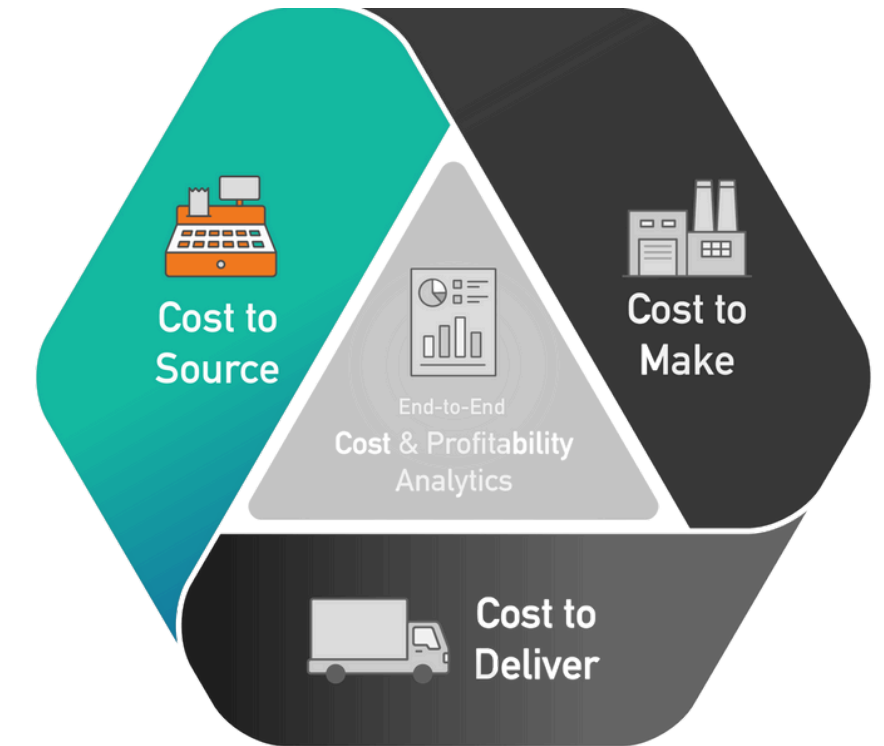 Cost to
Source
Cost to
Make
End-to-End
Cost & Profitability
Analytics
Cost to
Deliver